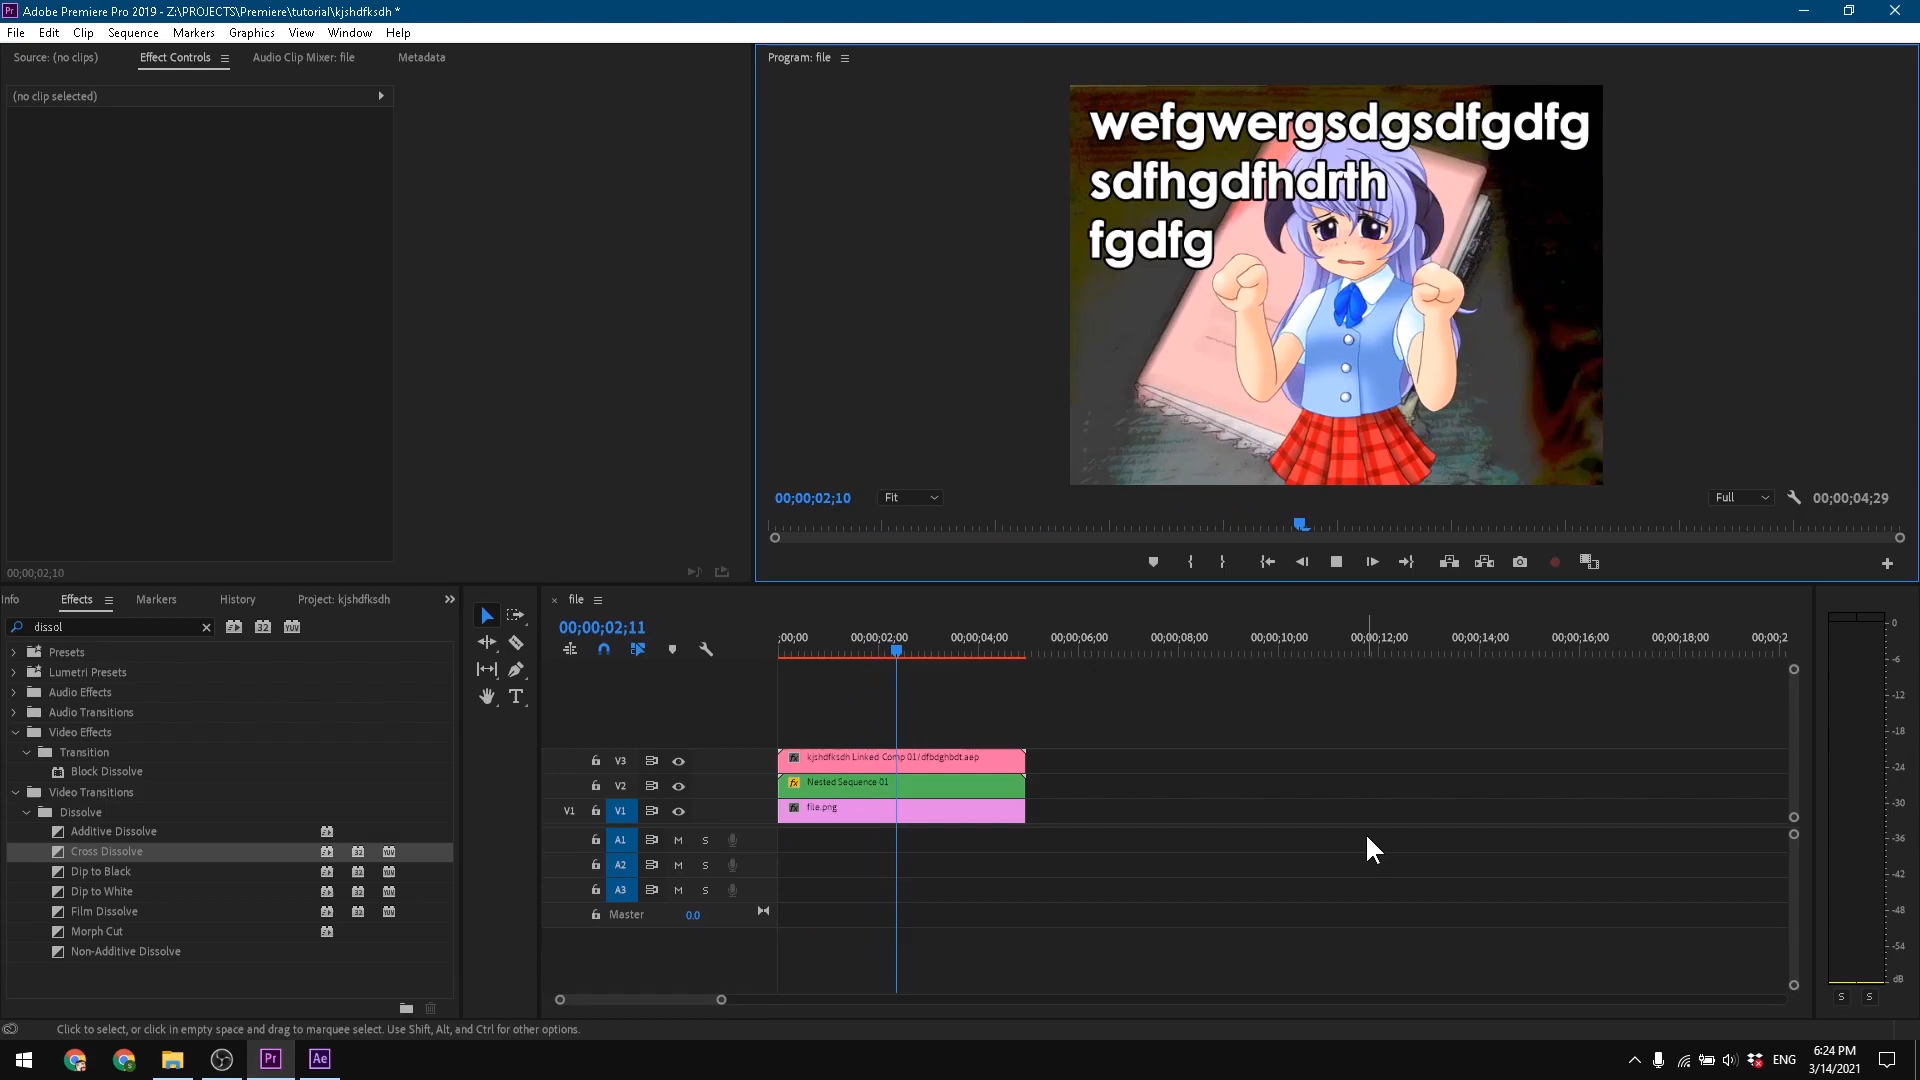 Adobe Premiere Pro 2019 - Z:\PROJECTS\Premiere\tutorial\kjshdfksdh *
File Edit Clip Sequence Markers Graphics View Window Help
Source: (no clips) Effect Controls Audio Clip Mixer: file Metadata
(no clip selected)
00;00;02;10
Program: file
wefgwergsdgsdfgdfg
sdfhgdfhdrth
fgdfg
00;00;02;10 Fit Full 00;00;04;29
Info Effects Markers History Project: kjshdfksdh
dissol
Presets
Lumetri Presets
Audio Effects
Audio Transitions
Video Effects
Transition
Block Dissolve
Video Transitions
Dissolve
Additive Dissolve
Cross Dissolve
Dip to Black
Dip to White
Film Dissolve
Morph Cut
Non-Additive Dissolve
file
00;00;02;11
;00;00 00;00;02;00 00;00;04;00 00;00;06;00 00;00;08;00 00;00;10;00 00;00;12;00 00;00;14;00 00;00;16;00 00;00;18;00 00;00;2
V3 kjshdfksdh Linked Comp 01/dfbdghbdt.aep
V2 Nested Sequence 01
V1 V1 file.png
A1 M S
A2 M S
A3 M S
Master 0.0
0
-6
-12
-18
-24
-30
-36
-42
-48
-54
dB
S S
Click to select, or click in empty space and drag to marquee select. Use Shift, Alt, and Ctrl for other options.
Pr Ae
ENG
6:24 PM
3/14/2021